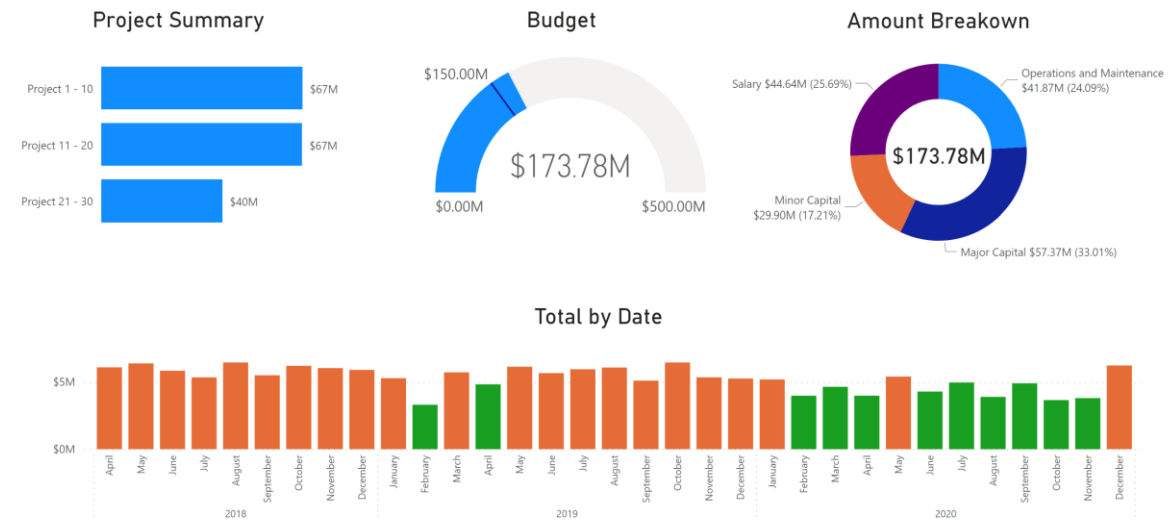 Project Summary
Project 1 - 10
$67M
Project 11 - 20
$67M
Project 21 - 30
$40M
Budget
$150.00M
$173.78M
$0.00M
$500.00M
Amount Breakown
Operations and Maintenance
$41.87M (24.09%)
Salary $44.64M (25.69%)
$173.78M
Minor Capital
$29.90M (17.21%)
Major Capital $57.37M (33.01%)
Total by Date
$5M
$0M
April
May
June
July
August
September
October
November
December
January
February
March
April
May
June
July
August
September
October
November
December
January
February
March
April
May
June
July
August
September
October
November
December
2018
2019
2020